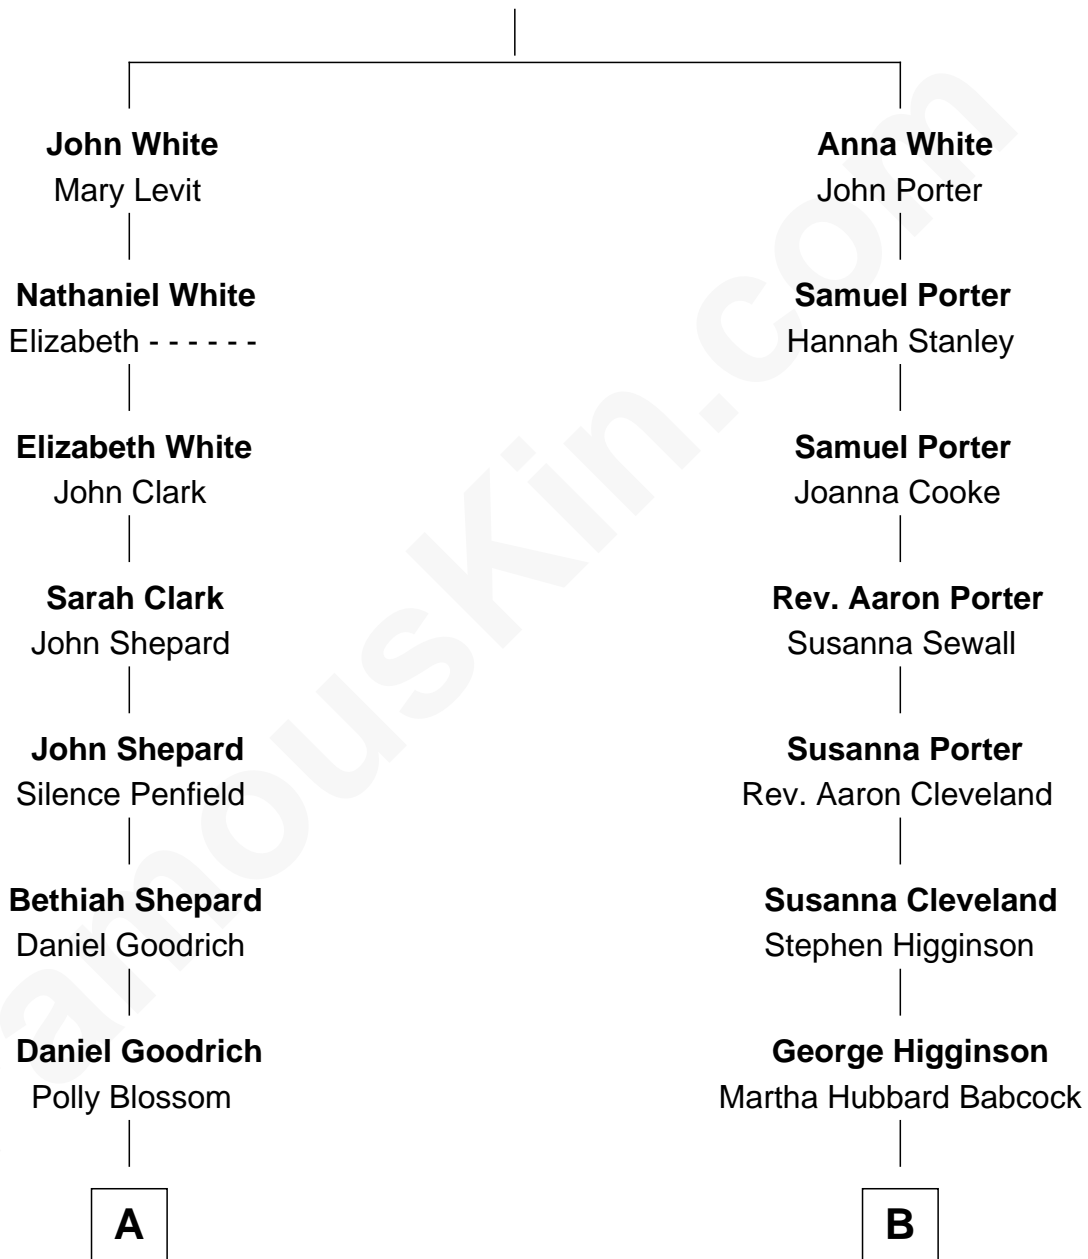 John White
Mary Levit
Nathaniel White
Elizabeth - - - - - -
Elizabeth White
John Clark
Sarah Clark
John Shepard
John Shepard
Silence Penfield
Bethiah Shepard
Daniel Goodrich
Daniel Goodrich
Polly Blossom
A
Anna White
John Porter
Samuel Porter
Hannah Stanley
Samuel Porter
Joanna Cooke
Rev. Aaron Porter
Susanna Sewall
Susanna Porter
Rev. Aaron Cleveland
Susanna Cleveland
Stephen Higginson
George Higginson
Martha Hubbard Babcock
B
amousKin.com